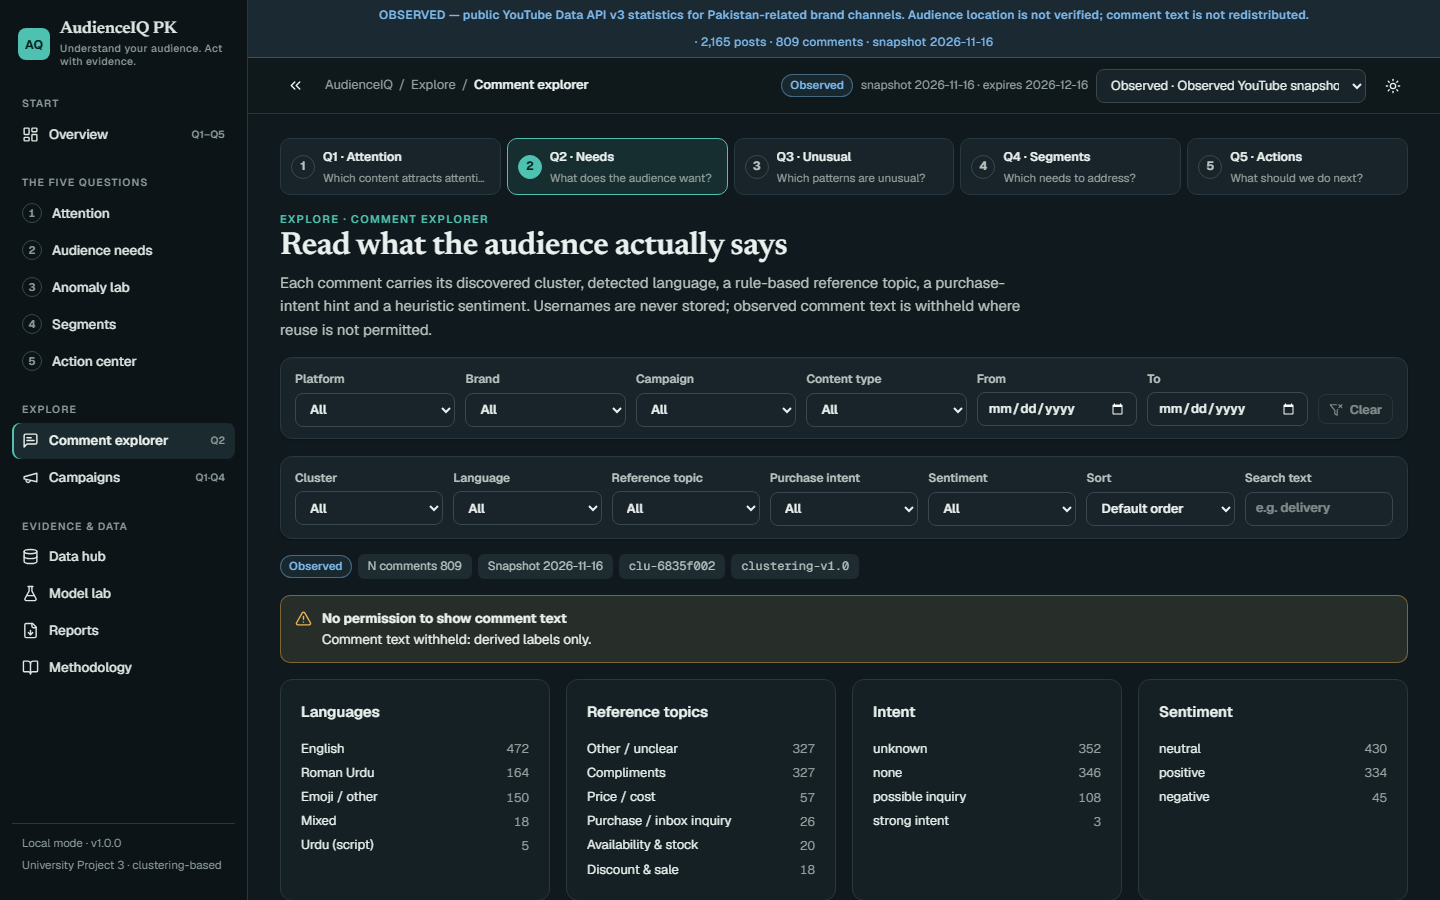 AQ
AudienceIQ PK
Understand your audience. Act
with evidence.
START
Overview Q1–Q5
THE FIVE QUESTIONS
1 Attention
2 Audience needs
3 Anomaly lab
4 Segments
5 Action center
EXPLORE
Comment explorer Q2
Campaigns Q1·Q4
EVIDENCE & DATA
Data hub
Model lab
Reports
Methodology
Local mode · v1.0.0
University Project 3 · clustering-based
OBSERVED — public YouTube Data API v3 statistics for Pakistan-related brand channels. Audience location is not verified; comment text is not redistributed.
· 2,165 posts · 809 comments · snapshot 2026-11-16
AudienceIQ / Explore / Comment explorer
Observed snapshot 2026-11-16 · expires 2026-12-16 Observed · Observed YouTube snapsho
1 Q1 · Attention
Which content attracts attenti...
2 Q2 · Needs
What does the audience want?
3 Q3 · Unusual
Which patterns are unusual?
4 Q4 · Segments
Which needs to address?
5 Q5 · Actions
What should we do next?
EXPLORE · COMMENT EXPLORER
Read what the audience actually says
Each comment carries its discovered cluster, detected language, a rule-based reference topic, a purchase-
intent hint and a heuristic sentiment. Usernames are never stored; observed comment text is withheld where
reuse is not permitted.
Platform Brand Campaign Content type From To
All All All All mm/dd/yyyy mm/dd/yyyy Clear
Cluster Language Reference topic Purchase intent Sentiment Sort Search text
All All All All All Default order e.g. delivery
Observed N comments 809 Snapshot 2026-11-16 clu-6835f002 clustering-v1.0
No permission to show comment text
Comment text withheld: derived labels only.
Languages
English 472
Roman Urdu 164
Emoji / other 150
Mixed 18
Urdu (script) 5
Reference topics
Other / unclear 327
Compliments 327
Price / cost 57
Purchase / inbox inquiry 26
Availability & stock 20
Discount & sale 18
Intent
unknown 352
none 346
possible inquiry 108
strong intent 3
Sentiment
neutral 430
positive 334
negative 45